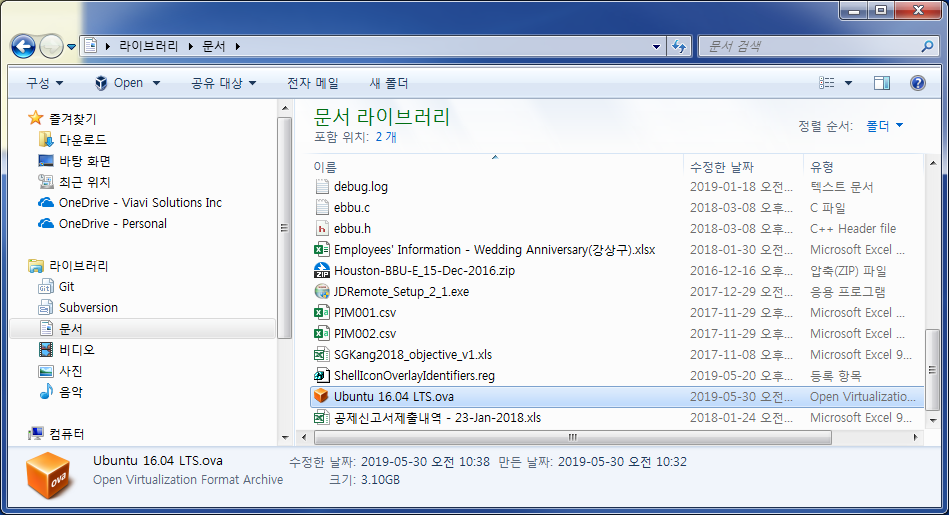 라이브러리 문서
문서 검색
구성 Open 공유 대상 전자 메일 새 폴더
즐겨찾기
다운로드
바탕 화면
최근 위치
OneDrive - Viavi Solutions Inc
OneDrive - Personal
라이브러리
Git
Subversion
문서
비디오
사진
음악
컴퓨터
문서 라이브러리
포함 위치: 2 개
정렬 순서: 폴더
이름 수정한 날짜 유형
debug.log 2019-01-18 오전... 텍스트 문서
ebbu.c 2018-03-08 오후... C 파일
ebbu.h 2018-03-08 오후... C++ Header file
Employees' Information - Wedding Anniversary(강상구).xlsx 2018-01-30 오전... Microsoft Excel ...
Houston-BBU-E_15-Dec-2016.zip 2016-12-16 오후... 압축(ZIP) 파일
JDRemote_Setup_2_1.exe 2017-12-29 오전... 응용 프로그램
PIM001.csv 2017-11-29 오전... Microsoft Excel ...
PIM002.csv 2017-11-29 오전... Microsoft Excel ...
SGKang2018_objective_v1.xls 2017-11-08 오후... Microsoft Excel 9...
ShellIconOverlayIdentifiers.reg 2019-05-20 오후... 등록 항목
Ubuntu 16.04 LTS.ova 2019-05-30 오전... Open Virtualizatio...
공제신고서제출내역 - 23-Jan-2018.xls 2018-01-24 오전... Microsoft Excel 9...
ova
Ubuntu 16.04 LTS.ova 수정한 날짜: 2019-05-30 오전 10:38 만든 날짜: 2019-05-30 오전 10:32
Open Virtualization Format Archive 크기: 3.10GB